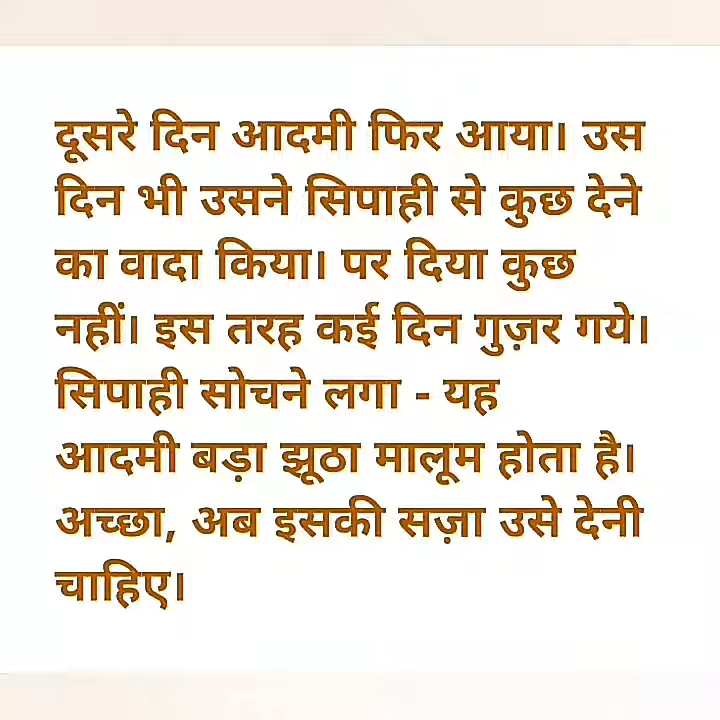 दूसरे दिन आदमी फिर आया। उस
दिन भी उसने सिपाही से कुछ देने
का वादा किया। पर दिया कुछ
नहीं। इस तरह कई दिन गुज़र गये।
सिपाही सोचने लगा - यह
आदमी बड़ा झूठा मालूम होता है।
अच्छा, अब इसकी सज़ा उसे देनी
चाहिए।